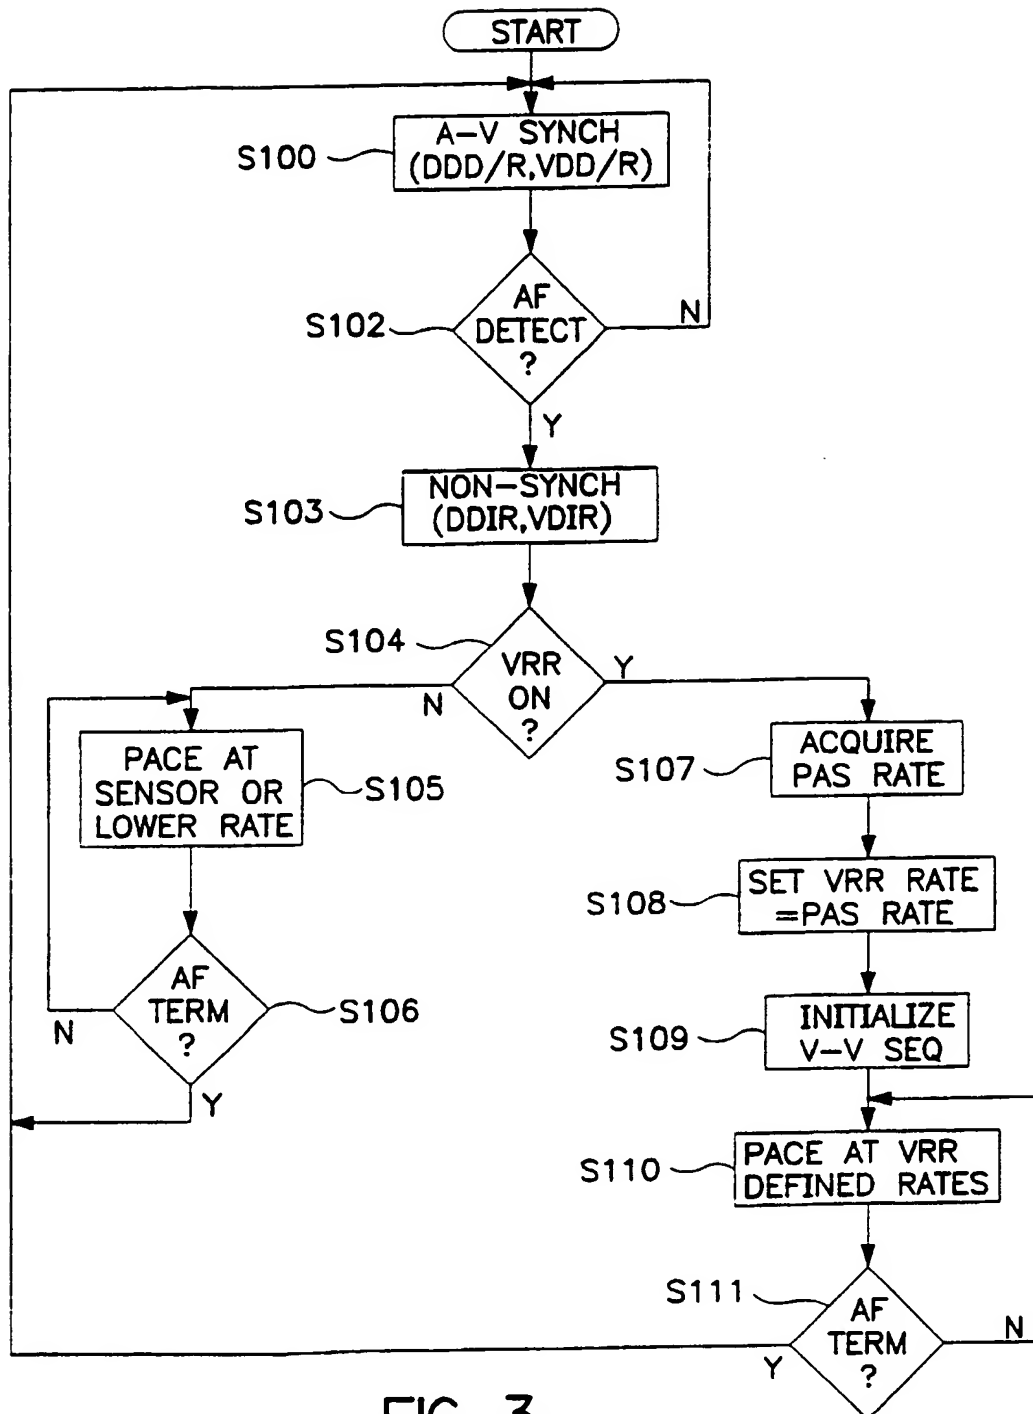 START
S100
A-V SYNCH
(DDD/R,VDD/R)
S102
AF
DETECT
?
N
Y
S103
NON-SYNCH
(DDIR,VDIR)
S104
VRR
ON
?
N
Y
PACE AT
SENSOR OR
LOWER RATE
S105
AF
TERM
?
S106
N
Y
S107
ACQUIRE
PAS RATE
S108
SET VRR RATE
=PAS RATE
S109
INITIALIZE
V-V SEQ
S110
PACE AT VRR
DEFINED RATES
S111
AF
TERM
?
N
Y
FIG. 3